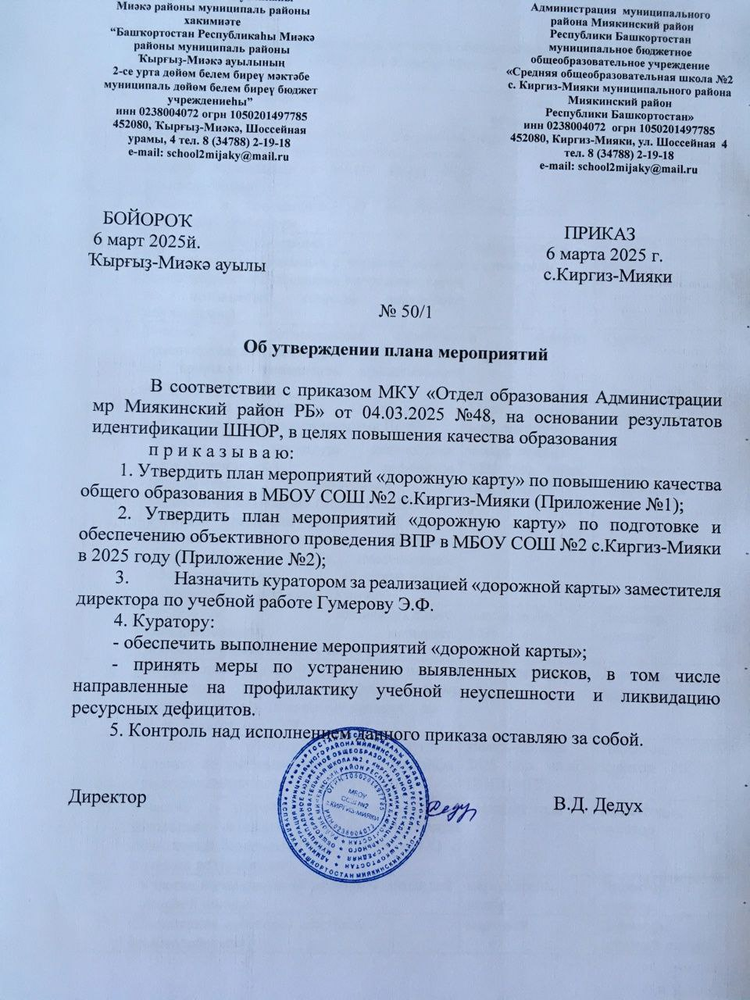 Миәкә районы муниципаль районы
хакимиәте
“Башҡортостан Республикаһы Миәкә
районы муниципаль районы
Ҡырғыҙ-Миәкә ауылының
2-се урта дөйөм белем биреү мәктәбе
муниципаль дөйөм белем биреү бюджет
учреждениеһы”
инн 0238004072 огрн 1050201497785
452080, Ҡырғыҙ-Миәкә, Шоссейная
урамы, 4 тел. 8 (34788) 2-19-18
e-mail: school2mijaky@mail.ru
Администрация муниципального
района Миякинский район
Республики Башкортостан
муниципальное бюджетное
общеобразовательное учреждение
«Средняя общеобразовательная школа №2
с. Киргиз-Мияки муниципального района
Миякинский район
Республики Башкортостан»
инн 0238004072 огрн 1050201497785
452080, Киргиз-Мияки, ул. Шоссейная 4
тел. 8 (34788) 2-19-18
e-mail: school2mijaky@mail.ru
БОЙОРОҠ
6 март 2025й.
Ҡырғыҙ-Миәкә ауылы
ПРИКАЗ
6 марта 2025 г.
с.Киргиз-Мияки
№ 50/1
Об утверждении плана мероприятий
В соответствии с приказом МКУ «Отдел образования Администрации
мр Миякинский район РБ» от 04.03.2025 №48, на основании результатов
идентификации ШНОР, в целях повышения качества образования
п р и к а з ы в а ю:
1. Утвердить план мероприятий «дорожную карту» по повышению качества
общего образования в МБОУ СОШ №2 с.Киргиз-Мияки (Приложение №1);
2. Утвердить план мероприятий «дорожную карту» по подготовке и
обеспечению объективного проведения ВПР в МБОУ СОШ №2 с.Киргиз-Мияки
в 2025 году (Приложение №2);
3. Назначить куратором за реализацией «дорожной карты» заместителя
директора по учебной работе Гумерову Э.Ф.
4. Куратору:
- обеспечить выполнение мероприятий «дорожной карты»;
- принять меры по устранению выявленных рисков, в том числе
направленные на профилактику учебной неуспешности и ликвидацию
ресурсных дефицитов.
5. Контроль над исполнением данного приказа оставляю за собой.
Директор
МБОУ
СОШ №2
с.КИРГИЗ-МИЯКИ
Дедух
В.Д. Дедух